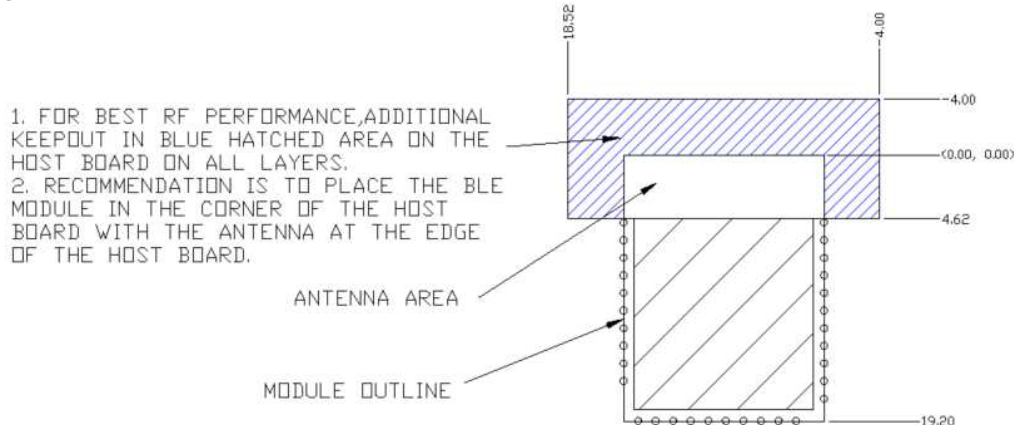 18.52
-4.00
-4.00
(0.00, 0.00)
4.62
1. FOR BEST RF PERFORMANCE,ADDITIONAL
KEEPOUT IN BLUE HATCHED AREA ON THE
HOST BOARD ON ALL LAYERS.
2. RECOMMENDATION IS TO PLACE THE BLE
MODULE IN THE CORNER OF THE HOST
BOARD WITH THE ANTENNA AT THE EDGE
OF THE HOST BOARD.
ANTENNA AREA
MODULE OUTLINE
19.20